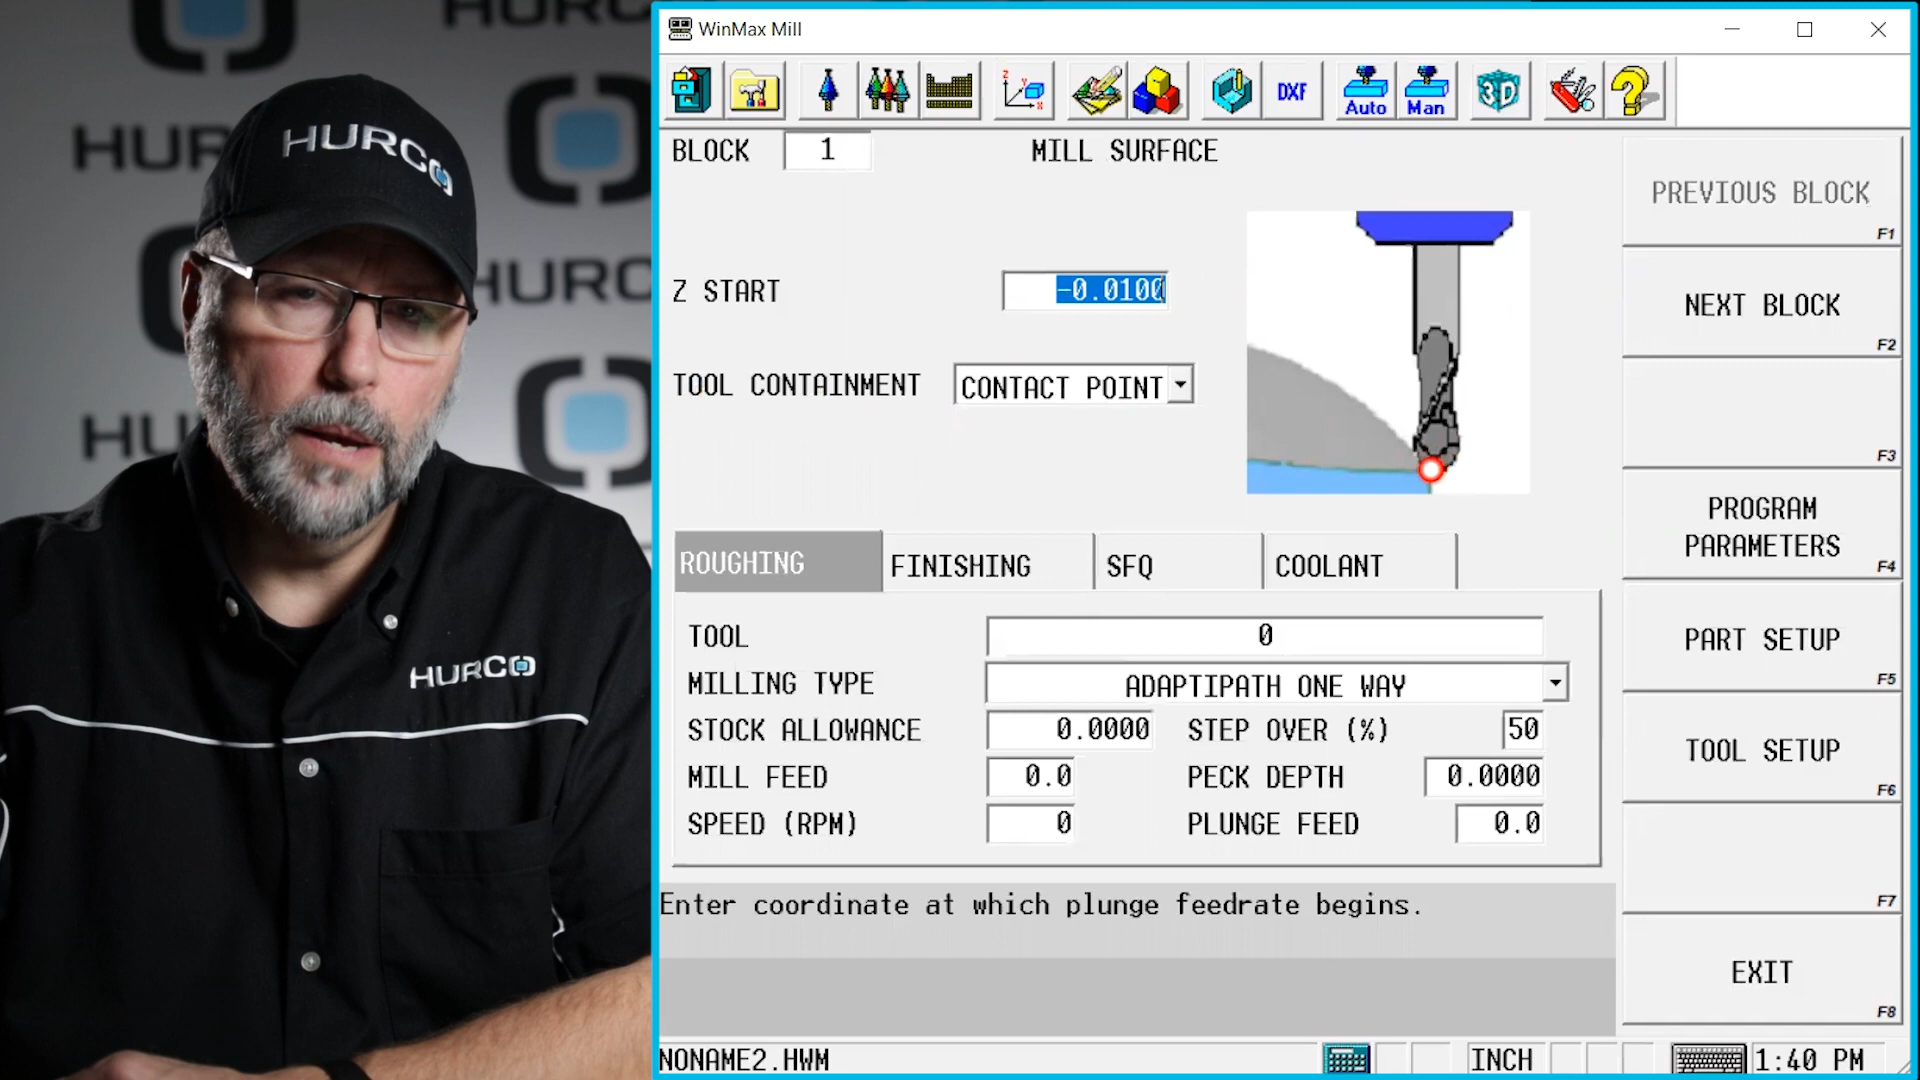 HURCO
HUR
HURCO
HU
HURCO
HURCO
WinMax Mill
DXF
Auto
Man
3D
BLOCK 1 MILL SURFACE
Z START -0.0100
TOOL CONTAINMENT CONTACT POINT
ROUGHING FINISHING SFQ COOLANT
TOOL 0
MILLING TYPE ADAPTIPATH ONE WAY
STOCK ALLOWANCE 0.0000 STEP OVER (%) 50
MILL FEED 0.0 PECK DEPTH 0.0000
SPEED (RPM) 0 PLUNGE FEED 0.0
Enter coordinate at which plunge feedrate begins.
PREVIOUS BLOCK
F1
NEXT BLOCK
F2
F3
PROGRAM
PARAMETERS
F4
PART SETUP
F5
TOOL SETUP
F6
F7
EXIT
F8
NONAME2.HWM INCH 1:40 PM